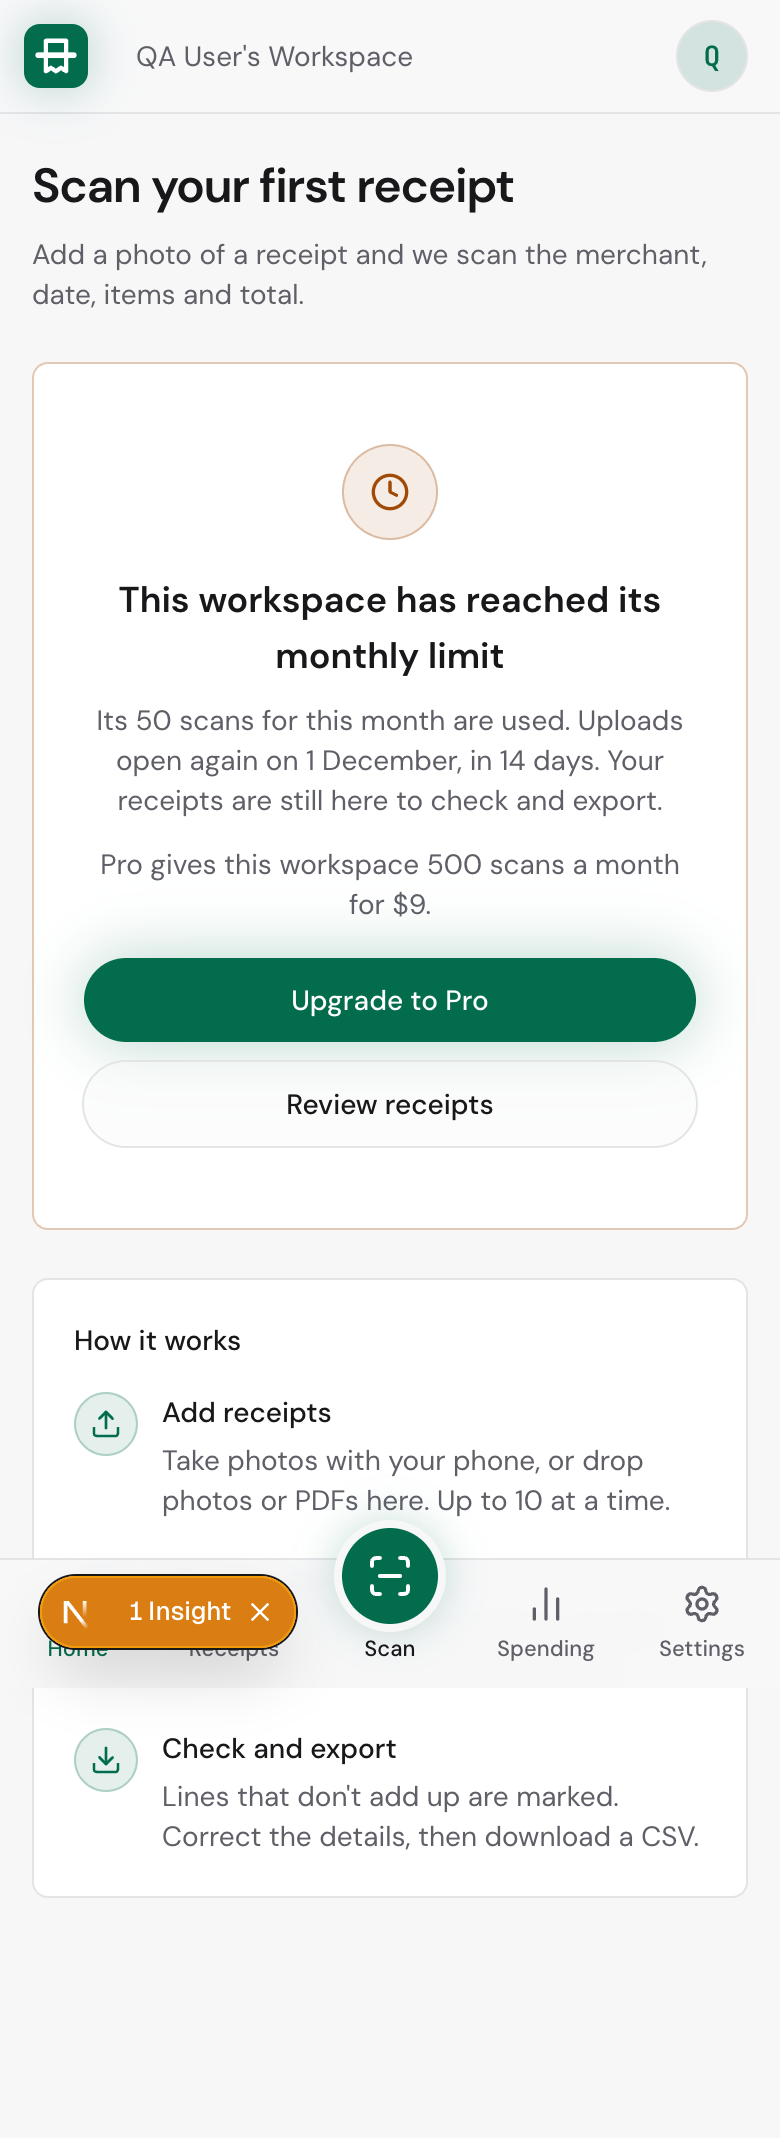 QA User's Workspace
Q
Scan your first receipt
Add a photo of a receipt and we scan the merchant,
date, items and total.
This workspace has reached its
monthly limit
Its 50 scans for this month are used. Uploads
open again on 1 December, in 14 days. Your
receipts are still here to check and export.
Pro gives this workspace 500 scans a month
for $9.
Upgrade to Pro
Review receipts
How it works
Add receipts
Take photos with your phone, or drop
photos or PDFs here. Up to 10 at a time.
N 1 Insight
Home Receipts Scan Spending Settings
Check and export
Lines that don't add up are marked.
Correct the details, then download a CSV.